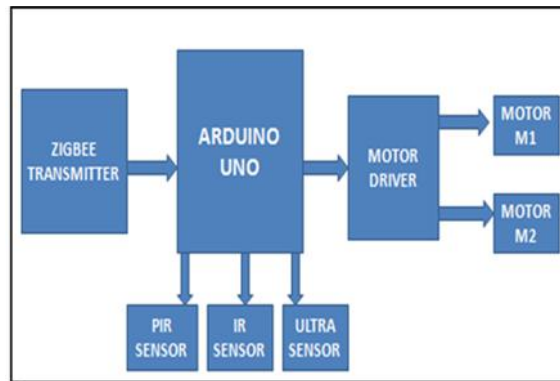 ZIGBEE
TRANSMITTER
ARDUINO
UNO
MOTOR
DRIVER
MOTOR
M1
MOTOR
M2
PIR
SENSOR
IR
SENSOR
ULTRA
SENSOR